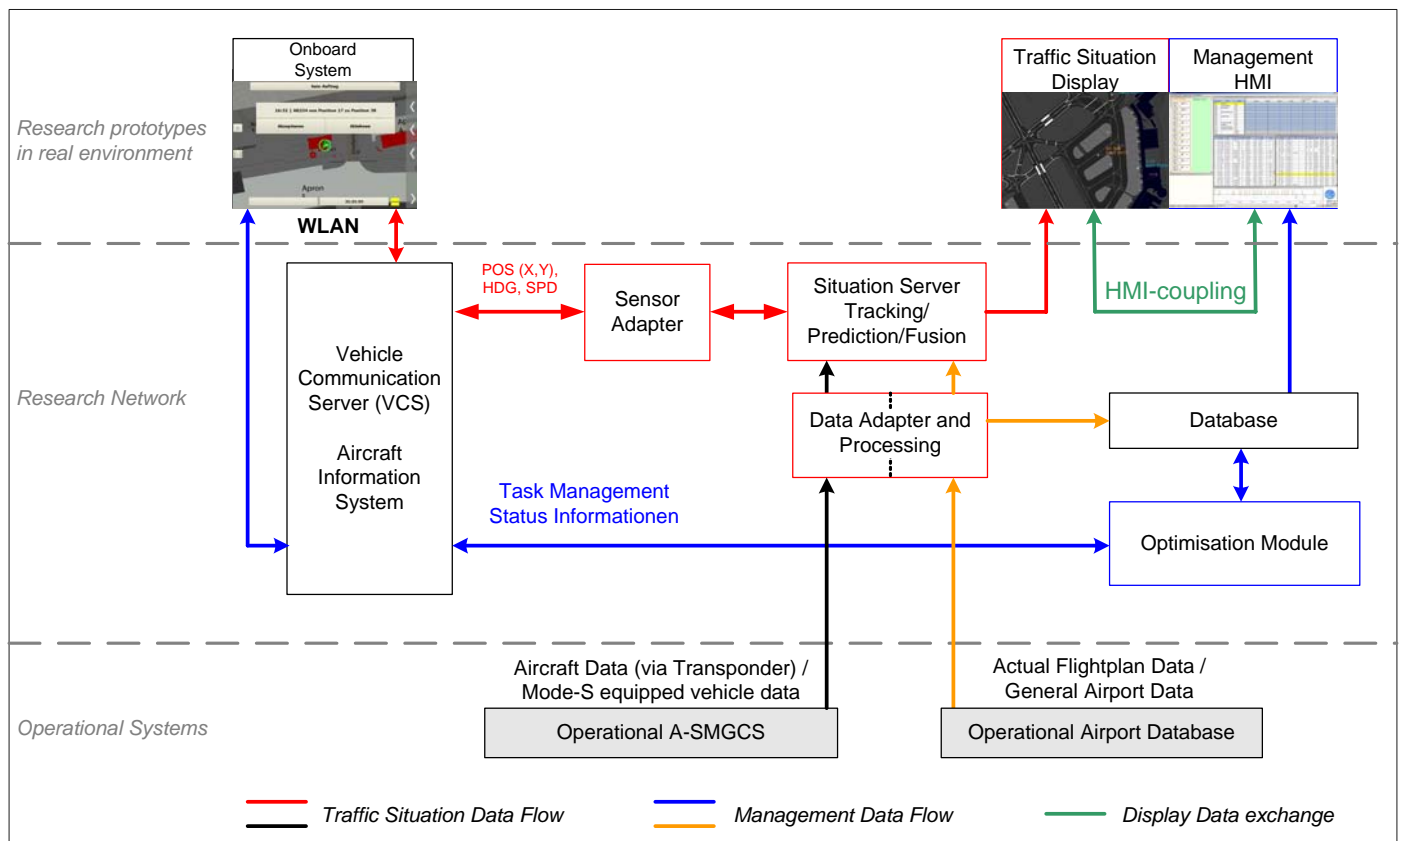 Onboard
System
Traffic Situation
Display
Management
HMI
Research prototypes
in real environment
Apron
WLAN
POS (X,Y),
HDG, SPD
Sensor
Adapter
Situation Server
Tracking/
Prediction/Fusion
HMI-coupling
Vehicle
Communication
Server (VCS)
Aircraft
Information
System
Research Network
Data Adapter and
Processing
Database
Task Management
Status Informationen
Optimisation Module
Aircraft Data (via Transponder) /
Mode-S equipped vehicle data
Actual Flightplan Data /
General Airport Data
Operational Systems
Operational A-SMGCS
Operational Airport Database
Traffic Situation Data Flow
Management Data Flow
Display Data exchange